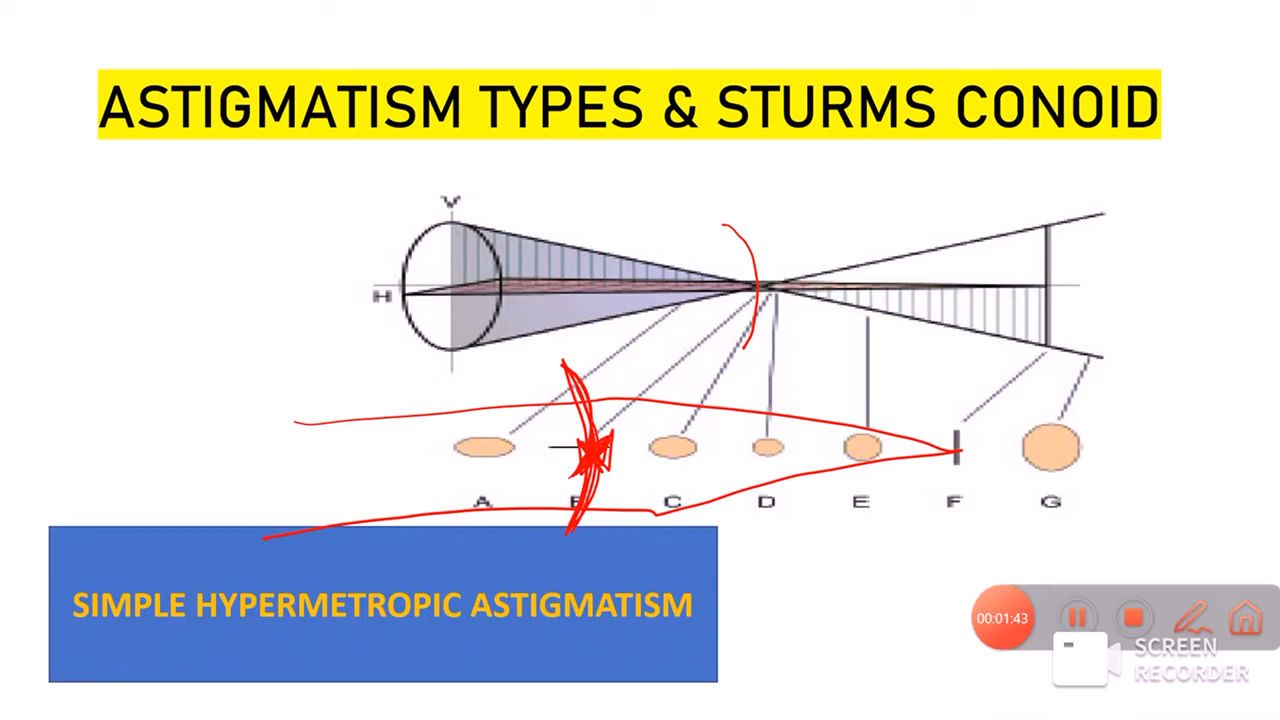 ASTIGMATISM TYPES & STURMS CONOID
V
H
A B C D E F G
SIMPLE HYPERMETROPIC ASTIGMATISM
00:01:43
SCREEN
RECORDER